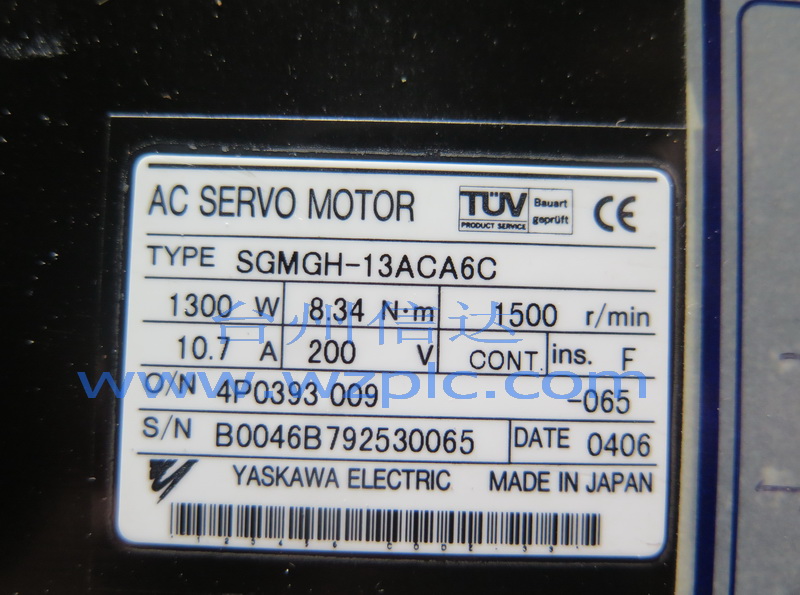 AC SERVO MOTOR TÜV PRODUCT SERVICE Bauart geprüft CE
TYPE SGMGH-13ACA6C
1300 W 8.34 N·m 1500 r/min
台州信达
10.7 A 200 V CONT. ins. F
www.wzplc.com
O/N 4P0393 009 -065
S/N B0046B792530065 DATE 0406
YASKAWA ELECTRIC MADE IN JAPAN